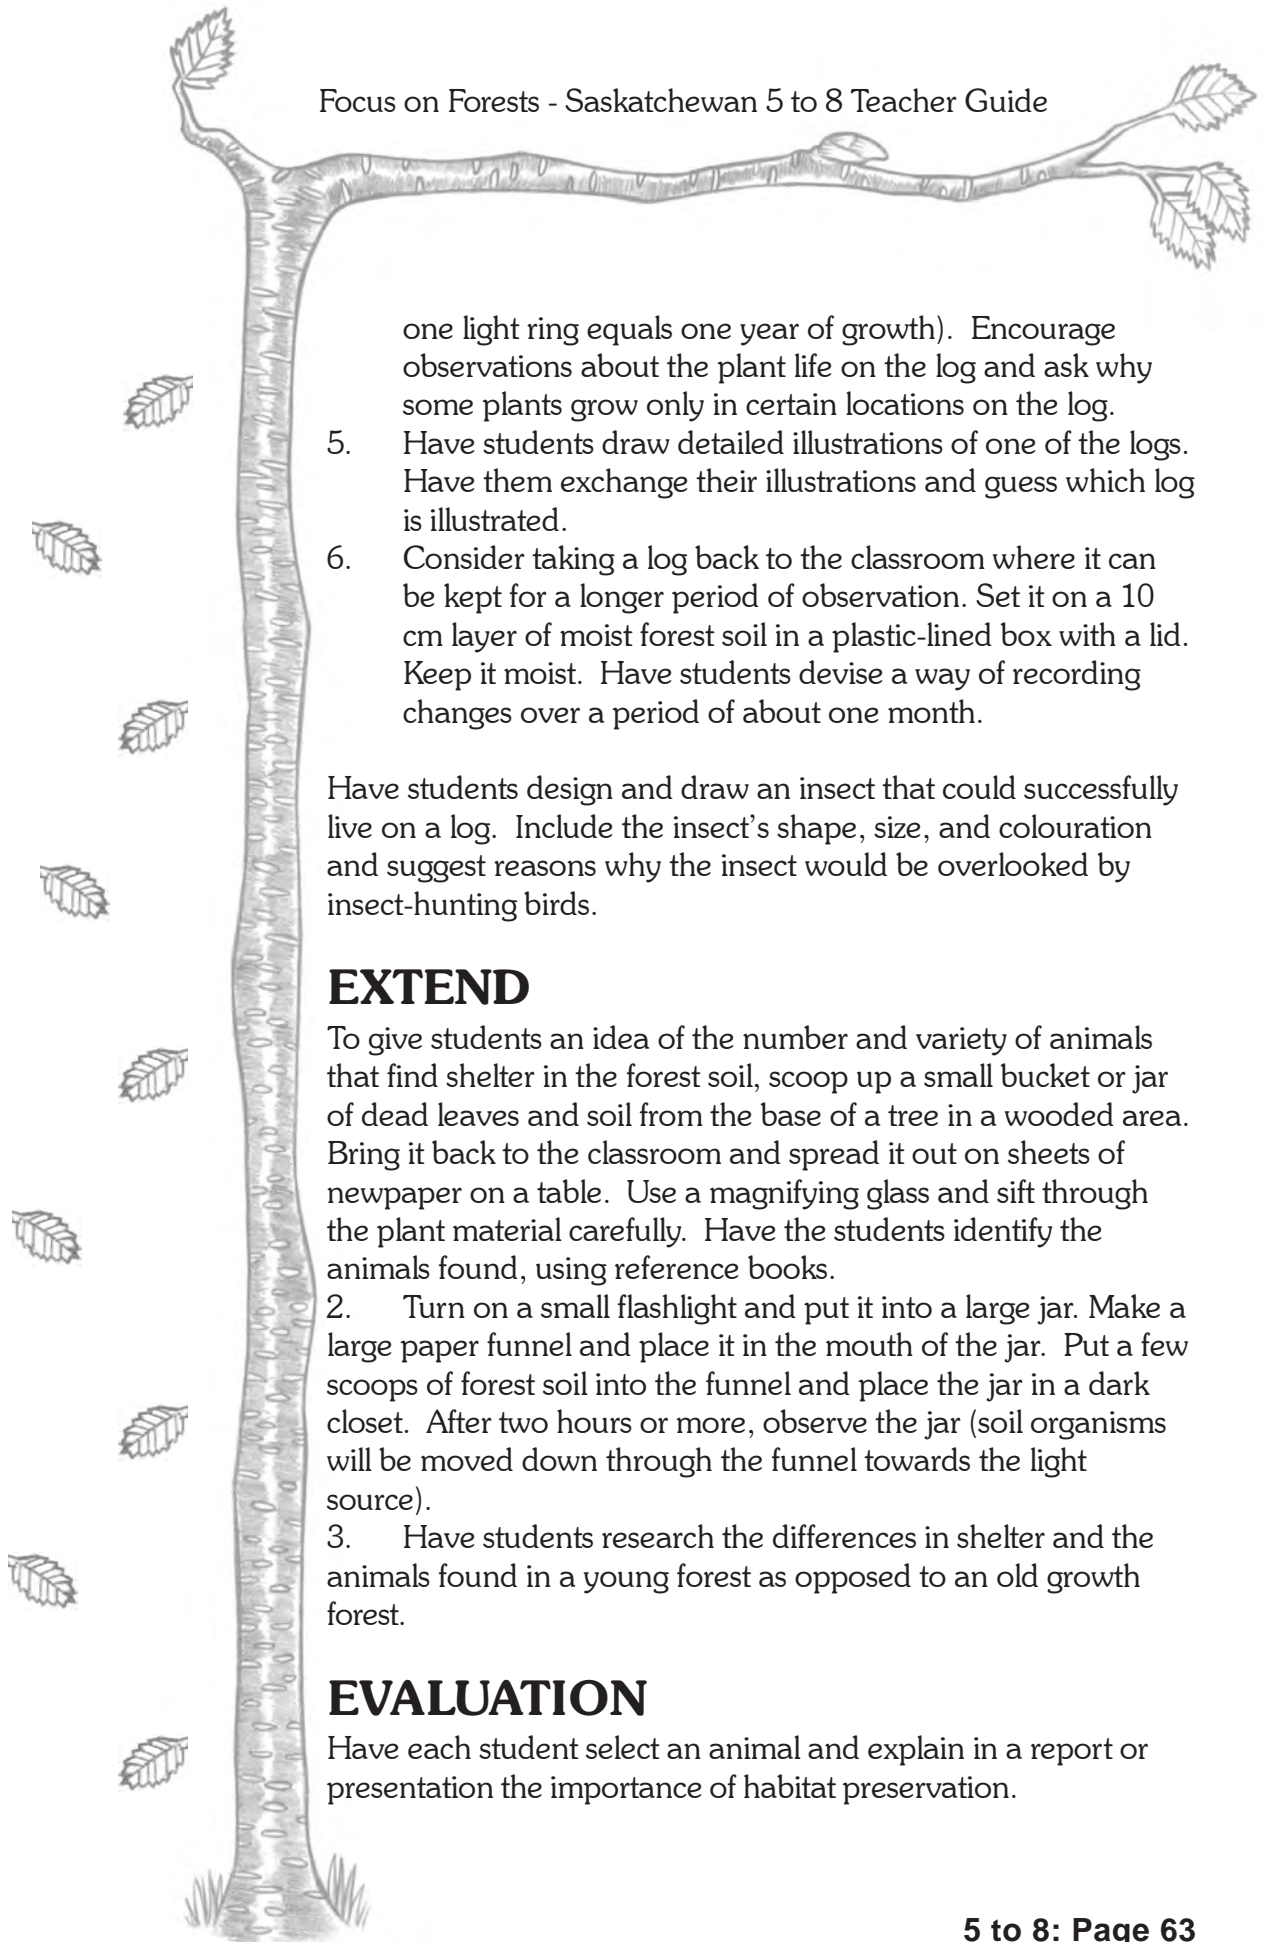 Focus on Forests - Saskatchewan 5 to 8 Teacher Guide
one light ring equals one year of growth).  Encourage
observations about the plant life on the log and ask why
some plants grow only in certain locations on the log.
5. Have students draw detailed illustrations of one of the logs.
Have them exchange their illustrations and guess which log
is illustrated.
6. Consider taking a log back to the classroom where it can
be kept for a longer period of observation. Set it on a 10
cm layer of moist forest soil in a plastic-lined box with a lid.
Keep it moist.  Have students devise a way of recording
changes over a period of about one month.
Have students design and draw an insect that could successfully
live on a log.  Include the insect's shape, size, and colouration
and suggest reasons why the insect would be overlooked by
insect-hunting birds.
EXTEND
To give students an idea of the number and variety of animals
that find shelter in the forest soil, scoop up a small bucket or jar
of dead leaves and soil from the base of a tree in a wooded area.
Bring it back to the classroom and spread it out on sheets of
newpaper on a table.  Use a magnifying glass and sift through
the plant material carefully.  Have the students identify the
animals found, using reference books.
2. Turn on a small flashlight and put it into a large jar. Make a
large paper funnel and place it in the mouth of the jar.  Put a few
scoops of forest soil into the funnel and place the jar in a dark
closet.  After two hours or more, observe the jar (soil organisms
will be moved down through the funnel towards the light
source).
3. Have students research the differences in shelter and the
animals found in a young forest as opposed to an old growth
forest.
EVALUATION
Have each student select an animal and explain in a report or
presentation the importance of habitat preservation.
5 to 8: Page 63